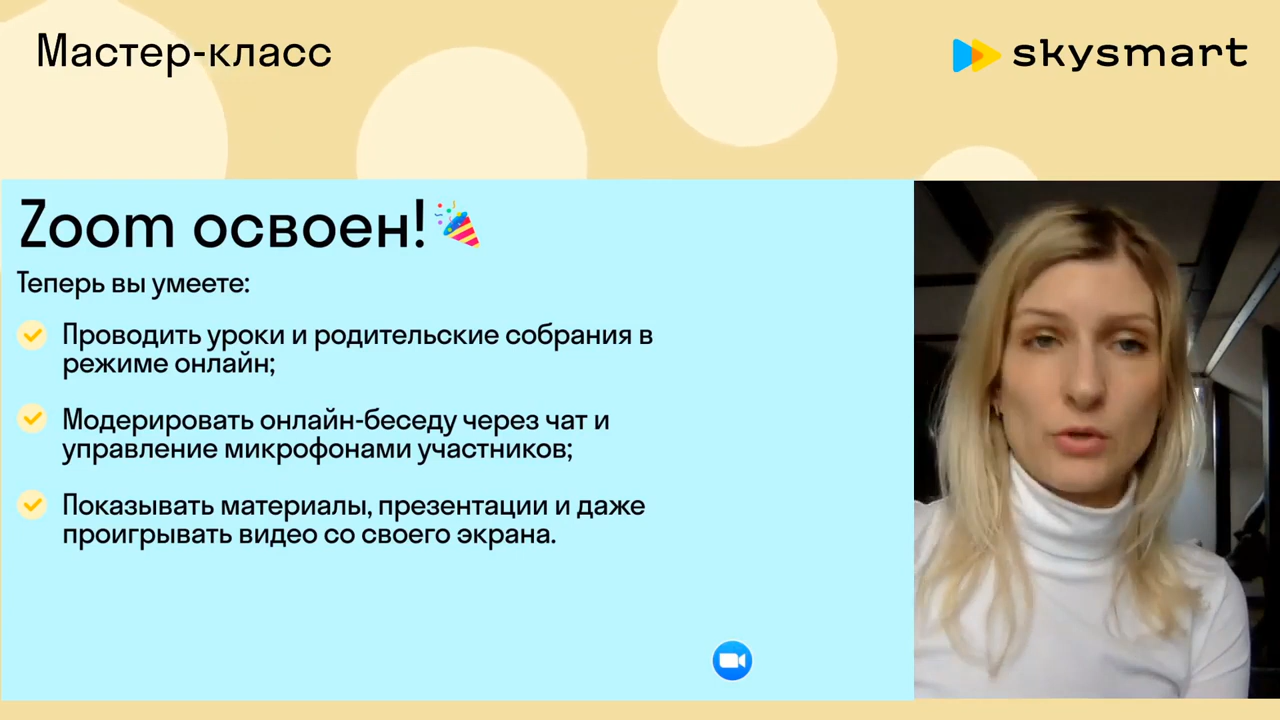 Мастер-класс
skysmart
Zoom освоен!
Теперь вы умеете:
Проводить уроки и родительские собрания в
режиме онлайн;
Модерировать онлайн-беседу через чат и
управление микрофонами участников;
Показывать материалы, презентации и даже
проигрывать видео со своего экрана.